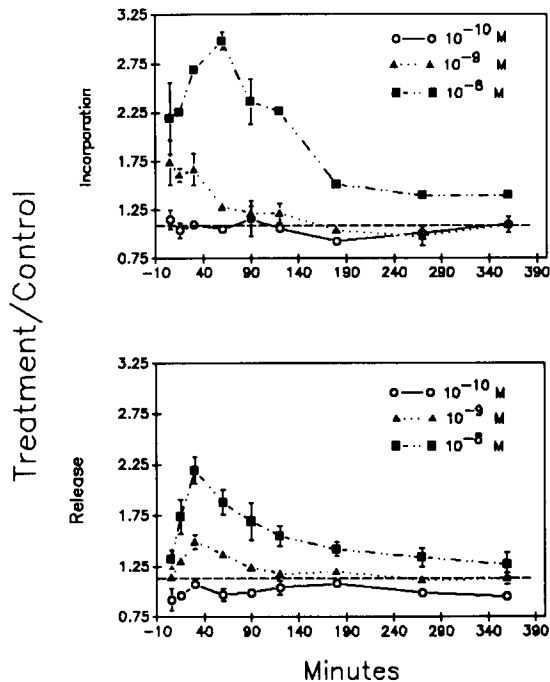 Treatment/Control
Incorporation
3.25
2.75
2.25
1.75
1.25
0.75
10⁻¹⁰ M
10⁻⁹ M
10⁻⁸ M
-10 40 90 140 190 240 290 340 390
Release
3.25
2.75
2.25
1.75
1.25
0.75
10⁻¹⁰ M
10⁻⁹ M
10⁻⁸ M
-10 40 90 140 190 240 290 340 390
Minutes